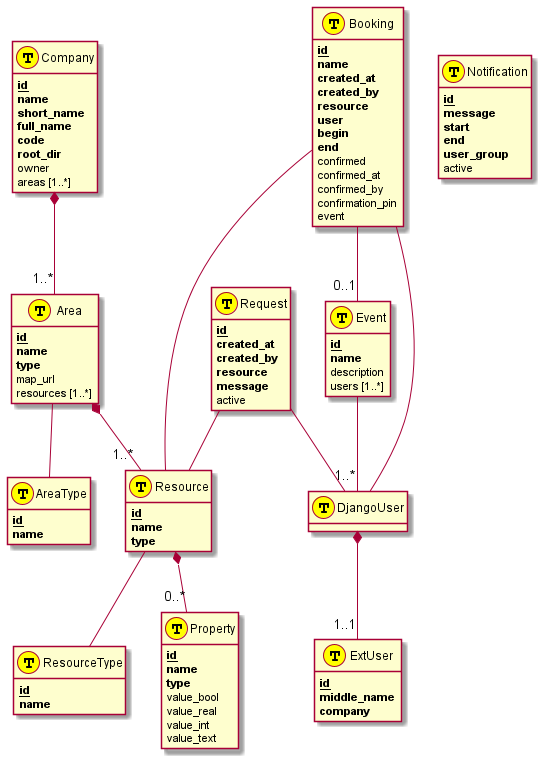 T Company
id
name
short_name
full_name
code
root_dir
owner
areas [1..*]
T Booking
id
name
created_at
created_by
resource
user
begin
end
confirmed
confirmed_at
confirmed_by
confirmation_pin
event
T Notification
id
message
start
end
user_group
active
1..*
0..1
T Area
id
name
type
map_url
resources [1..*]
T Request
id
created_at
created_by
resource
message
active
T Event
id
name
description
users [1..*]
1..*
1..*
T AreaType
id
name
T Resource
id
name
type
T DjangoUser
0..*
1..1
T ResourceType
id
name
T Property
id
name
type
value_bool
value_real
value_int
value_text
T ExtUser
id
middle_name
company